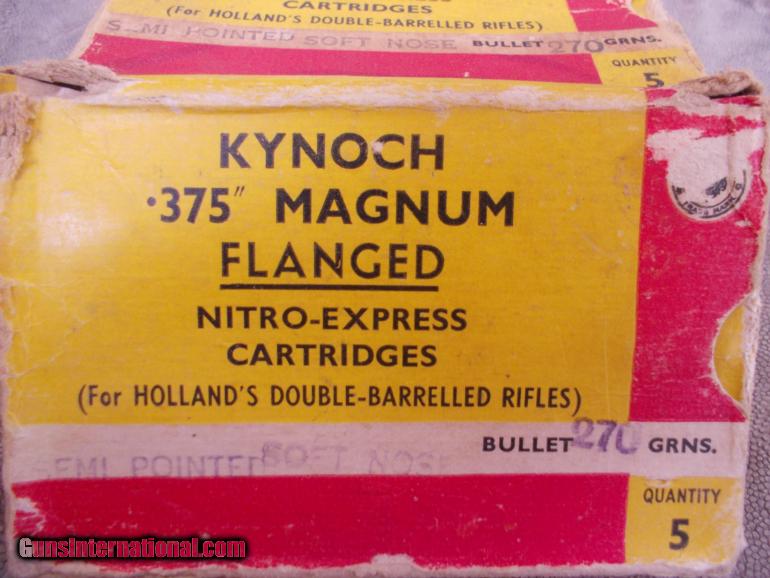 CARTRIDGES
(For HOLLAND'S DOUBLE-BARRELLED RIFLES)
SEMI POINTED SOFT NOSE BULLET 270 GRNS.
QUANTITY
5
KYNOCH
·375" MAGNUM
FLANGED
NITRO-EXPRESS
CARTRIDGES
(For HOLLAND'S DOUBLE-BARRELLED RIFLES)
SEMI POINTED SOFT NOSE BULLET 270 GRNS.
QUANTITY
5
TRADE MARK
GunsInternational.com